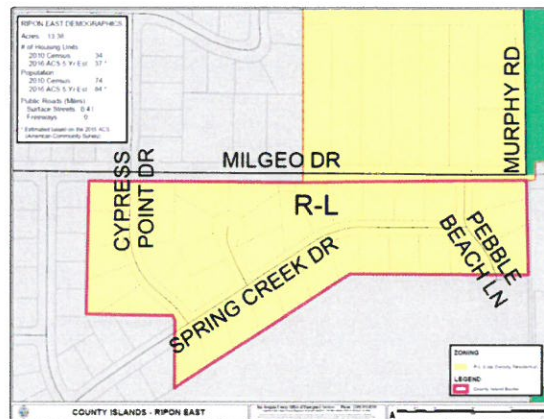 RIPON EAST DEMOGRAPHICS
Acres: 13.38
# of Housing Units
2010 Census 34
2016 ACS 5 Yr Est 37 *
Population
2010 Census 74
2016 ACS 5 Yr Est 84 *
Public Roads (Miles)
Surface Streets 0.41
Freeways 0
* Estimated based on the 2016 ACS
(American Community Survey)
MURPHY RD
MILGEO DR
CYPRESS
POINT DR
R-L
PEBBLE
BEACH LN
SPRING CREEK DR
ZONING
LEGEND
County Island Border
COUNTY ISLANDS - RIPON EAST